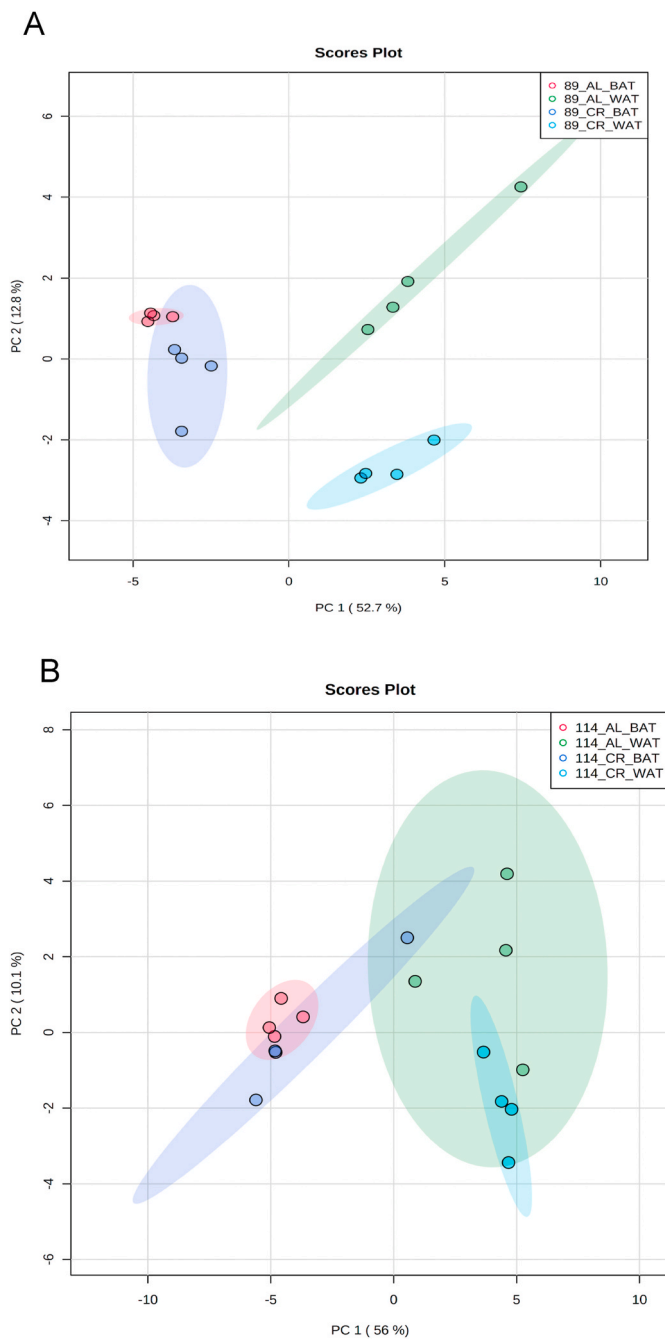 A
Scores Plot
89_AL_BAT
89_AL_WAT
89_CR_BAT
89_CR_WAT
6
4
2
0
-2
-4
PC 2 ( 12.8 %)
-5 0 5 10
PC 1 ( 52.7 %)
B
Scores Plot
114_AL_BAT
114_AL_WAT
114_CR_BAT
114_CR_WAT
8
6
4
2
0
-2
-4
-6
PC 2 ( 10.1 %)
-10 -5 0 5 10
PC 1 ( 56 %)